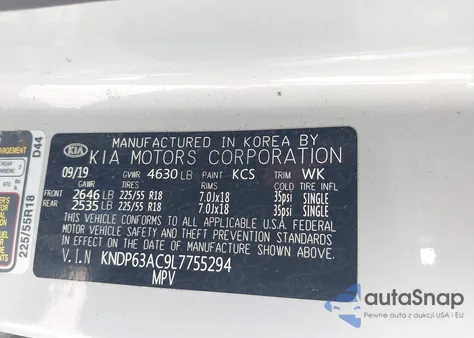 MANUFACTURED IN KOREA BY
KIA KIA MOTORS CORPORATION
09/19 GVWR 4630 LB PAINT KCS TRIM WK
GAWR TIRES RIMS COLD
FRONT 2646 LB 225/55 R18 7.0Jx18 35psi SINGLE
REAR 2535 LB 225/55 R18 7.0Jx18 35psi SINGLE
THIS VEHICLE CONFORMS TO ALL APPLICABLE U.S.A. FEDERAL
MOTOR VEHICLE SAFETY, BUMPER, AND THEFT PREVENTION
STANDARDS IN EFFECT ON THE DATE OF MANUFACTURE SHOWN ABOVE.
V.I.N KNDP63AC9L7755294
MPV
D44
225/55R18
autaSnap
Pewne auta z aukcji w USA i EU